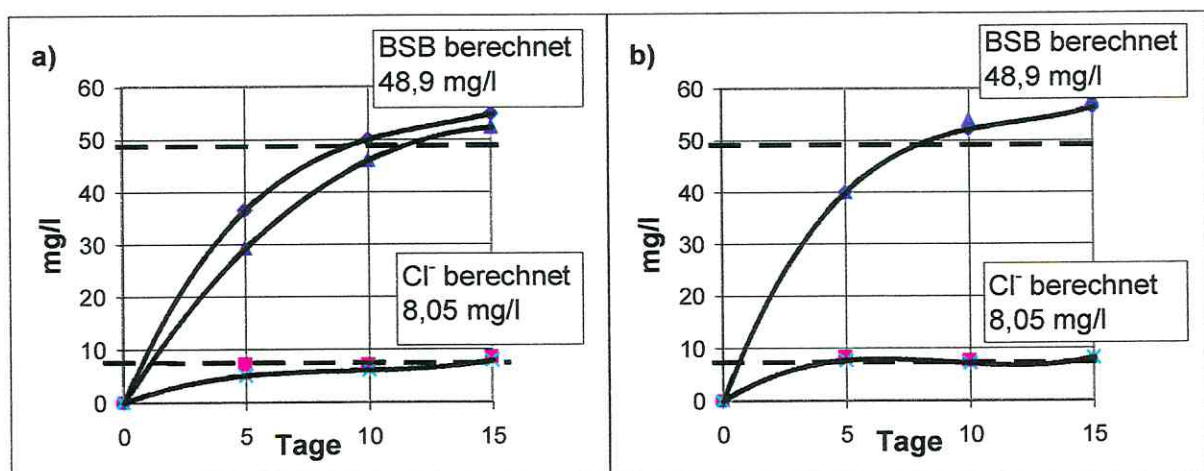 a)
BSB berechnet
48,9 mg/l
60
50
40
30
20
10
0
mg/l
Cl⁻ berechnet
8,05 mg/l
0 5 10 15
Tage
b)
BSB berechnet
48,9 mg/l
60
50
40
30
20
10
0
mg/l
Cl⁻ berechnet
8,05 mg/l
0 5 10 15
Tage